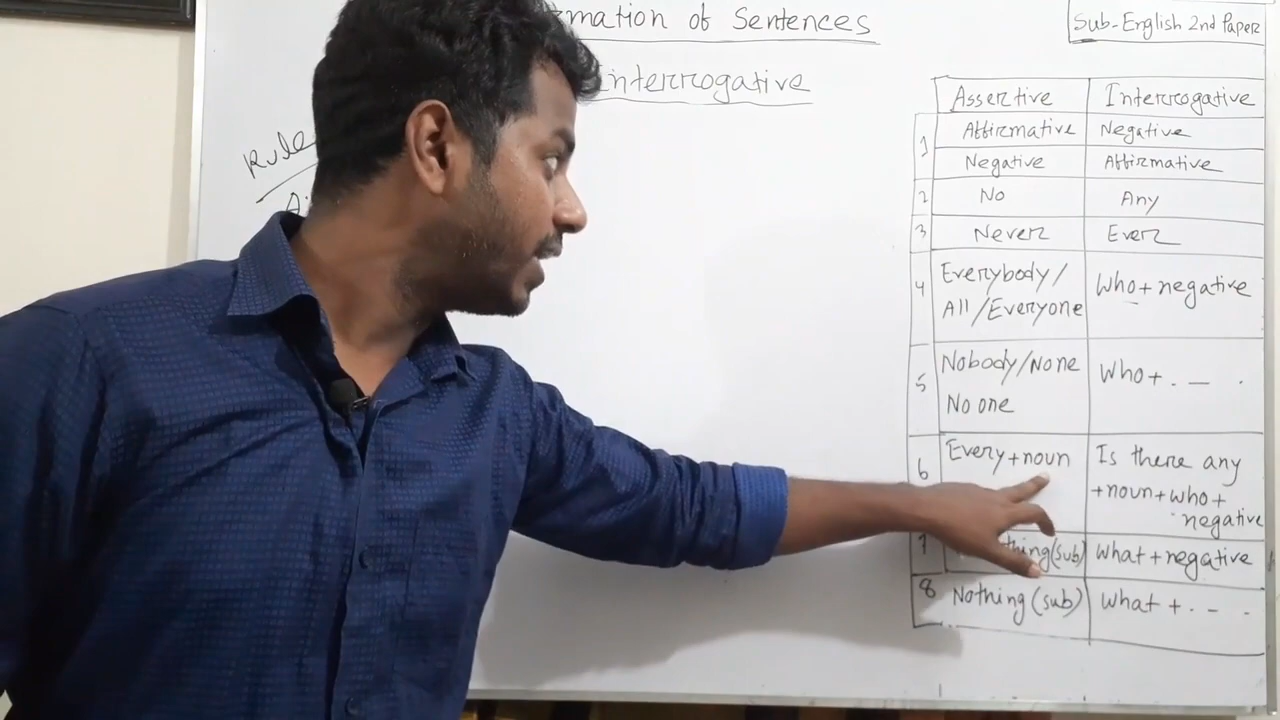 of Sentences
Sub-English 2nd Paper
Interrogative
Rule
Assertive Interrogative
1 Affirmative Negative
Negative Affirmative
2 No Any
3 Never Ever
4 Everybody/ Who + negative
All/Everyone
5 Nobody/None Who + . — .
No one
6 Every + noun Is there any
+ noun + who +
negative
7 thing (sub) What + negative
8 Nothing (sub) What + . - .